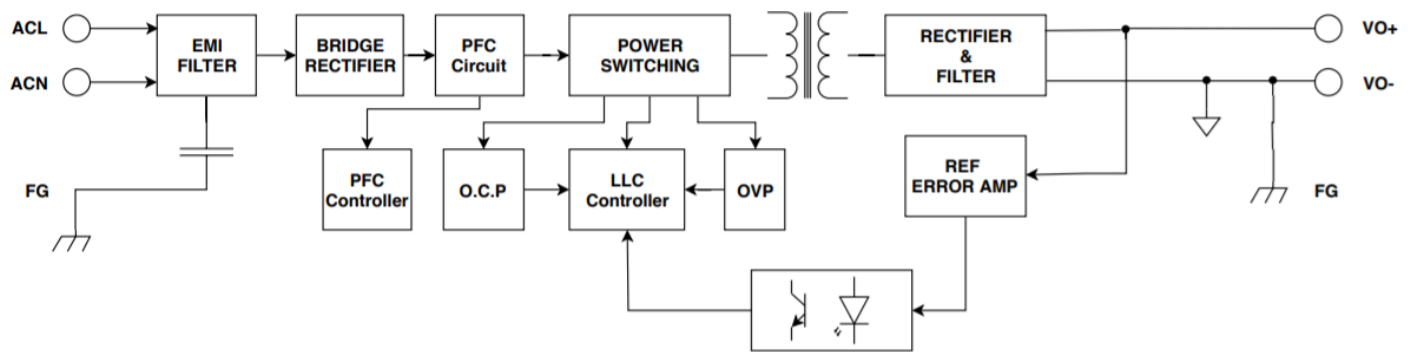 ACL
ACN
EMI
FILTER
BRIDGE
RECTIFIER
PFC
Circuit
POWER
SWITCHING
RECTIFIER
&
FILTER
VO+
VO-
FG
PFC
Controller
O.C.P
LLC
Controller
OVP
REF
ERROR AMP
FG